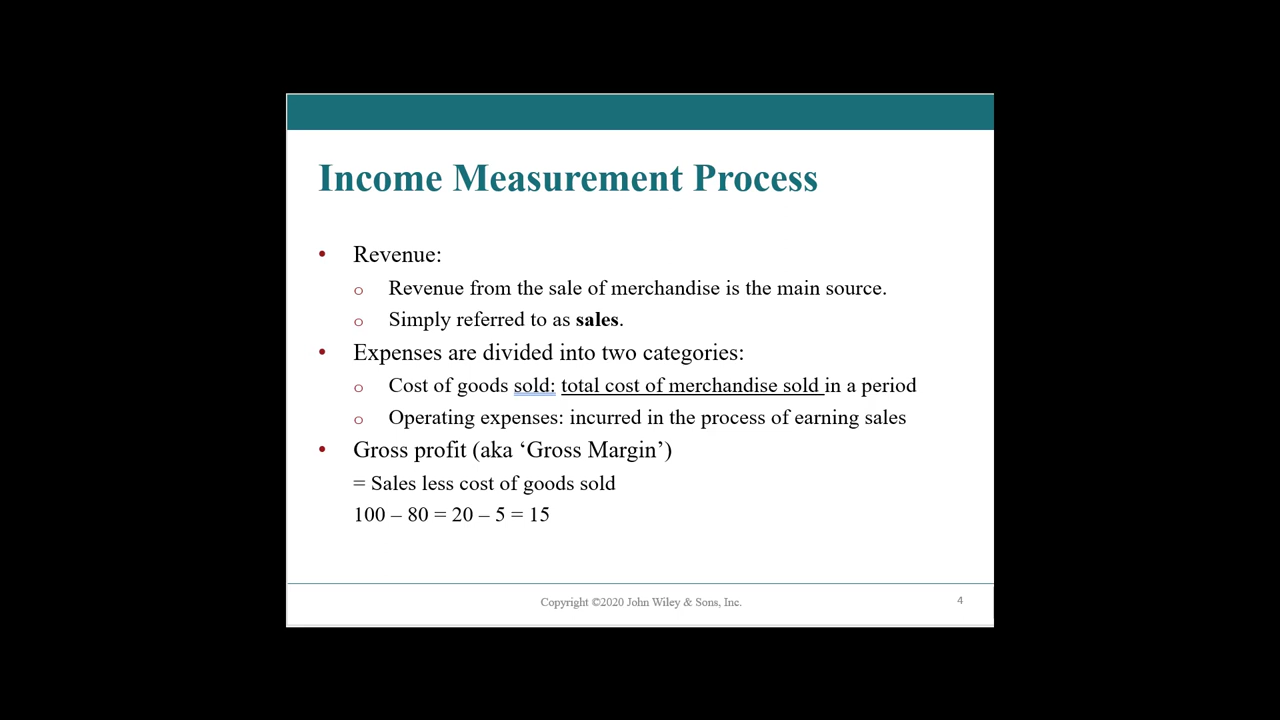 Income Measurement Process
• Revenue:
o Revenue from the sale of merchandise is the main source.
o Simply referred to as sales.
• Expenses are divided into two categories:
o Cost of goods sold: total cost of merchandise sold in a period
o Operating expenses: incurred in the process of earning sales
• Gross profit (aka ‘Gross Margin’)
= Sales less cost of goods sold
100 – 80 = 20 – 5 = 15
Copyright ©2020 John Wiley & Sons, Inc.
4